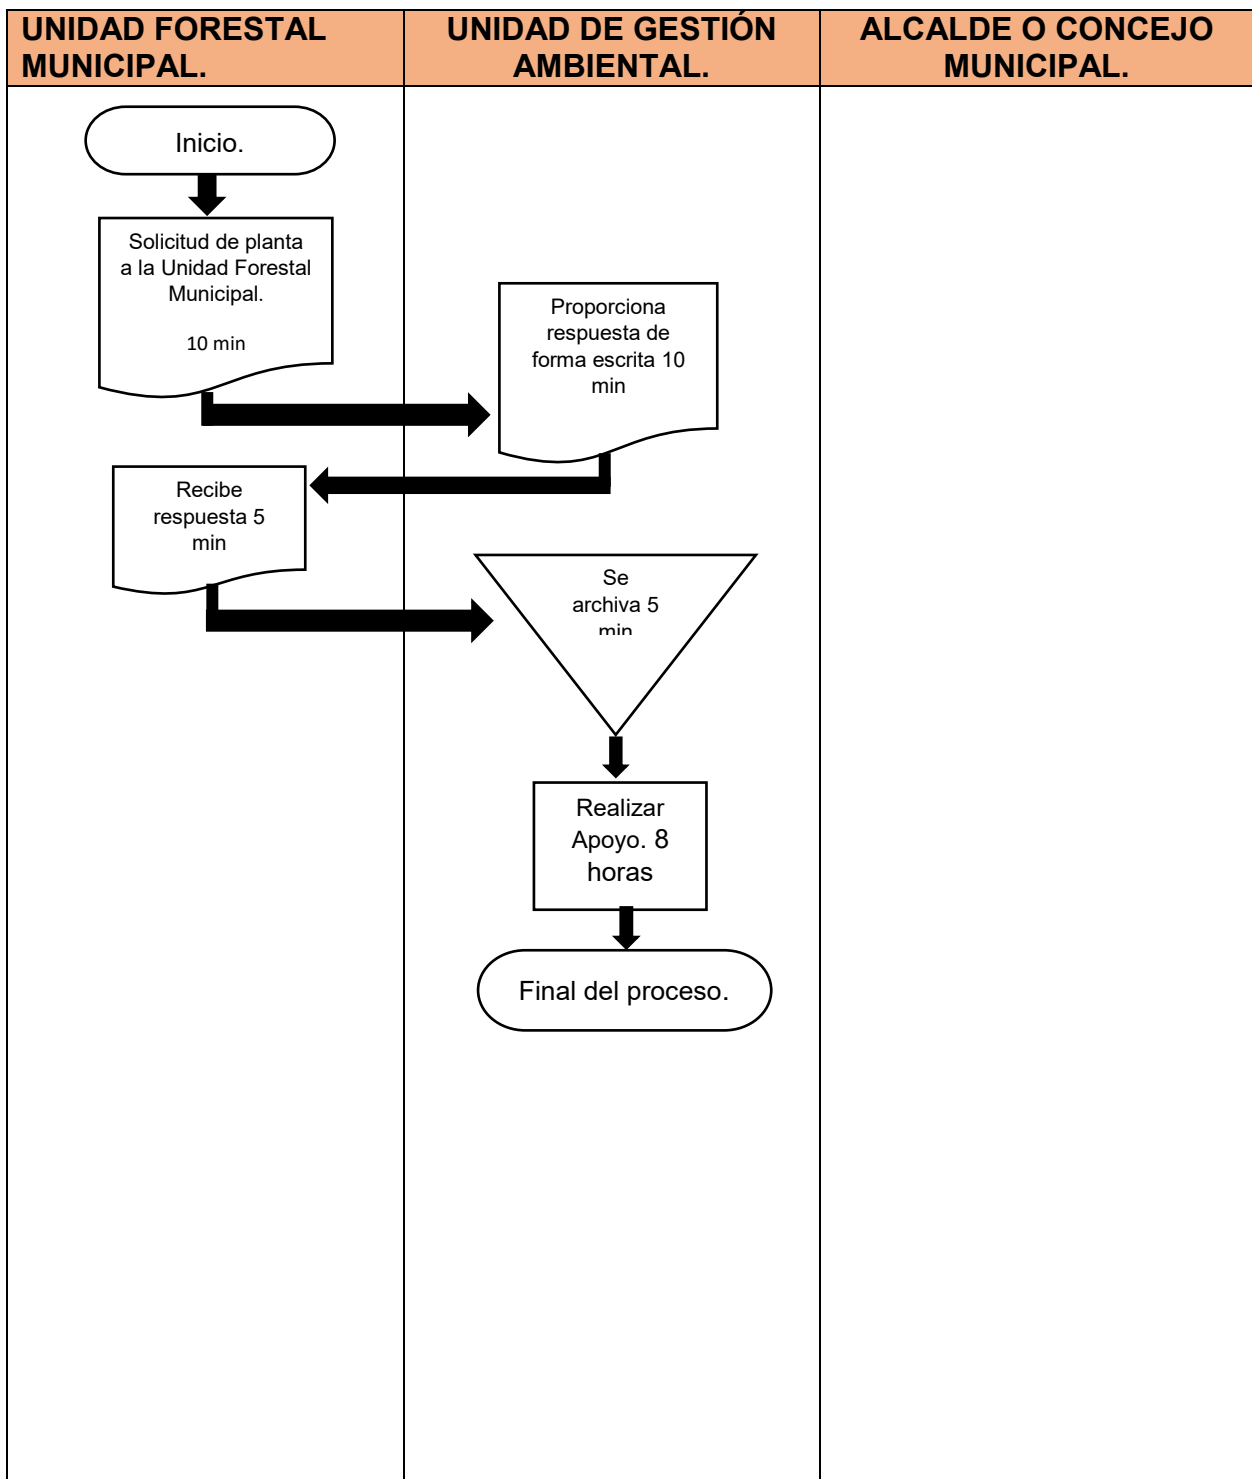 UNIDAD FORESTAL
MUNICIPAL.
UNIDAD DE GESTIÓN
AMBIENTAL.
ALCALDE O CONCEJO
MUNICIPAL.
Inicio.
Solicitud de planta
a la Unidad Forestal
Municipal.
10 min
Proporciona
respuesta de
forma escrita 10
min
Recibe
respuesta 5
min
Se
archiva 5
min
Realizar
Apoyo. 8
horas
Final del proceso.